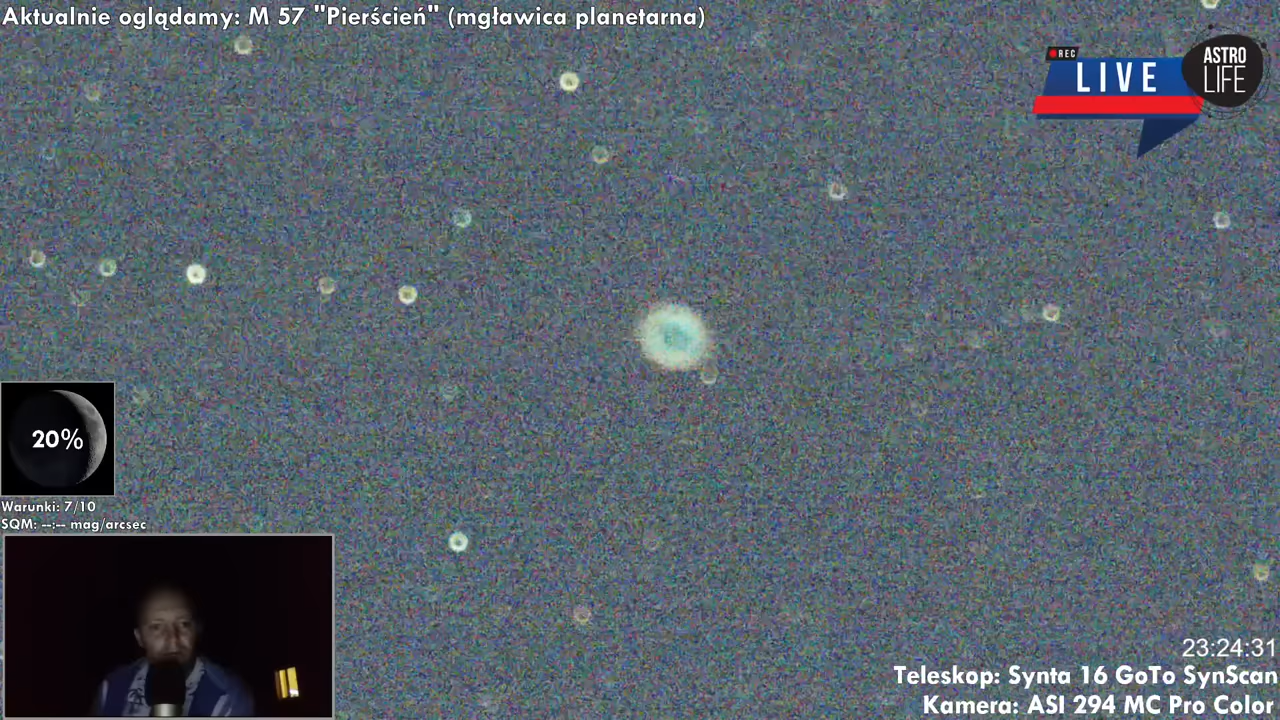 Aktualnie oglądamy: M 57 "Pierścień" (mgławica planetarna)
REC
LIVE
ASTRO
LIFE
20%
Warunki: 7/10
SQM: --:-- mag/arcsec
23:24:31
Teleskop: Synta 16 GoTo SynScan
Kamera: ASI 294 MC Pro Color